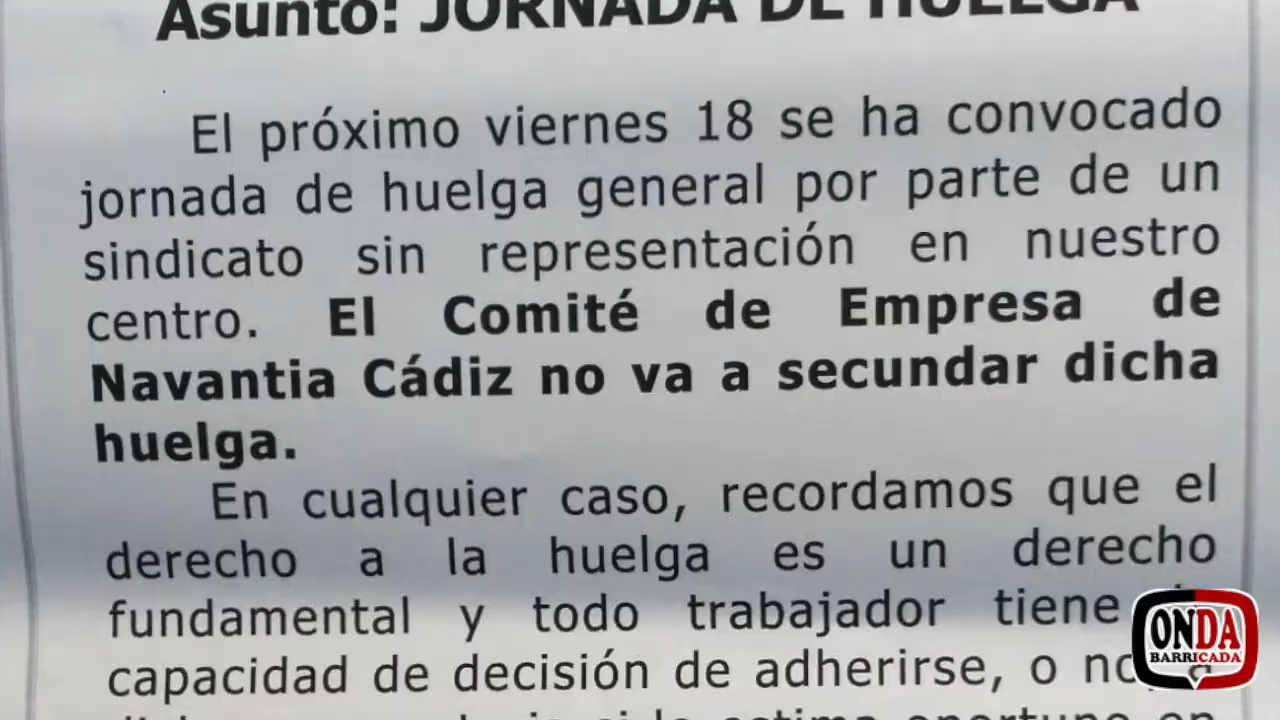 Asunto: JORNADA DE HUELGA
El próximo viernes 18 se ha convocado
jornada de huelga general por parte de un
sindicato sin representación en nuestro
centro. El Comité de Empresa de
Navantia Cádiz no va a secundar dicha
huelga.
En cualquier caso, recordamos que el
derecho a la huelga es un derecho
fundamental y todo trabajador tiene
capacidad de decisión de adherirse, o no,
ONDA
BARRICADA